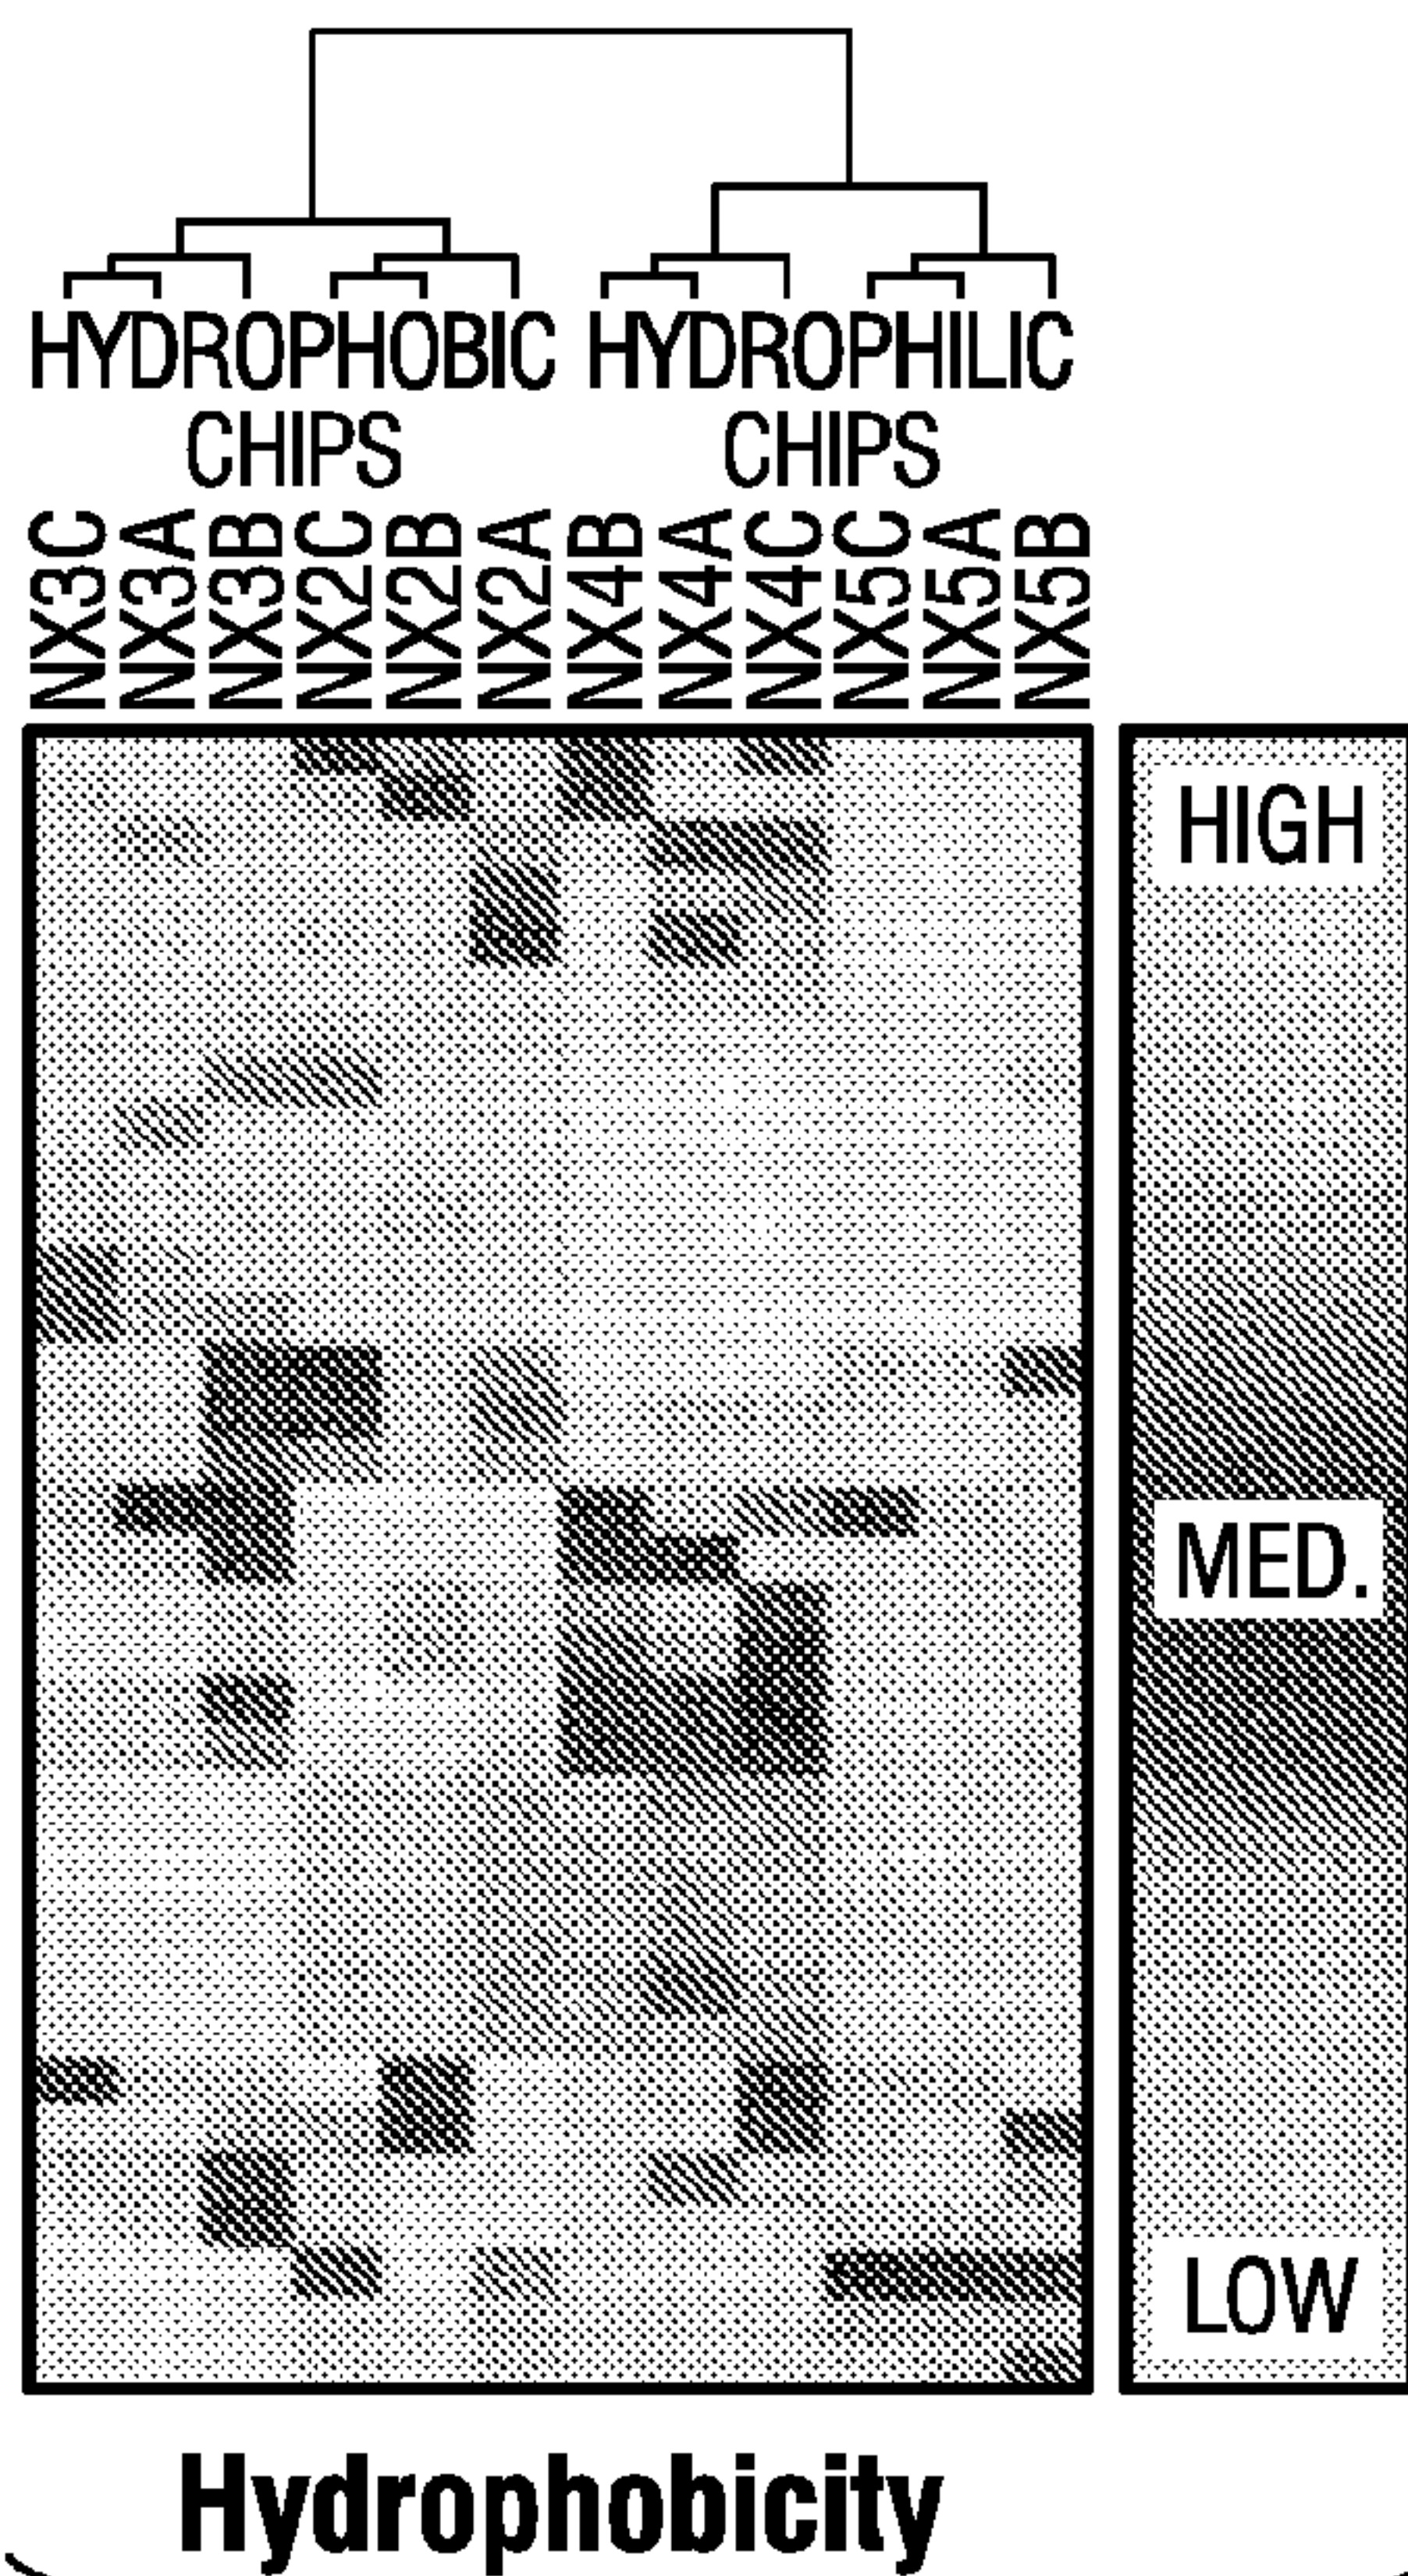 HYDROPHOBIC HYDROPHILIC
CHIPS CHIPS
NX3C NX3A NX3B NX2C NX2B NX2A NX4B NX4A NX4C NX5C NX5A NX5B
HIGH
MED.
LOW
Hydrophobicity